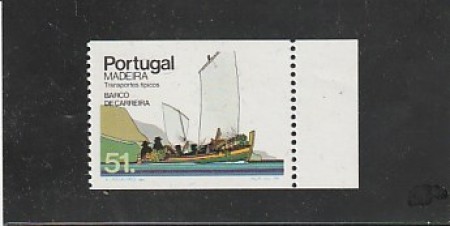 Portugal
MADEIRA
Transportes típicos
BARCO
DE CARREIRA
51.